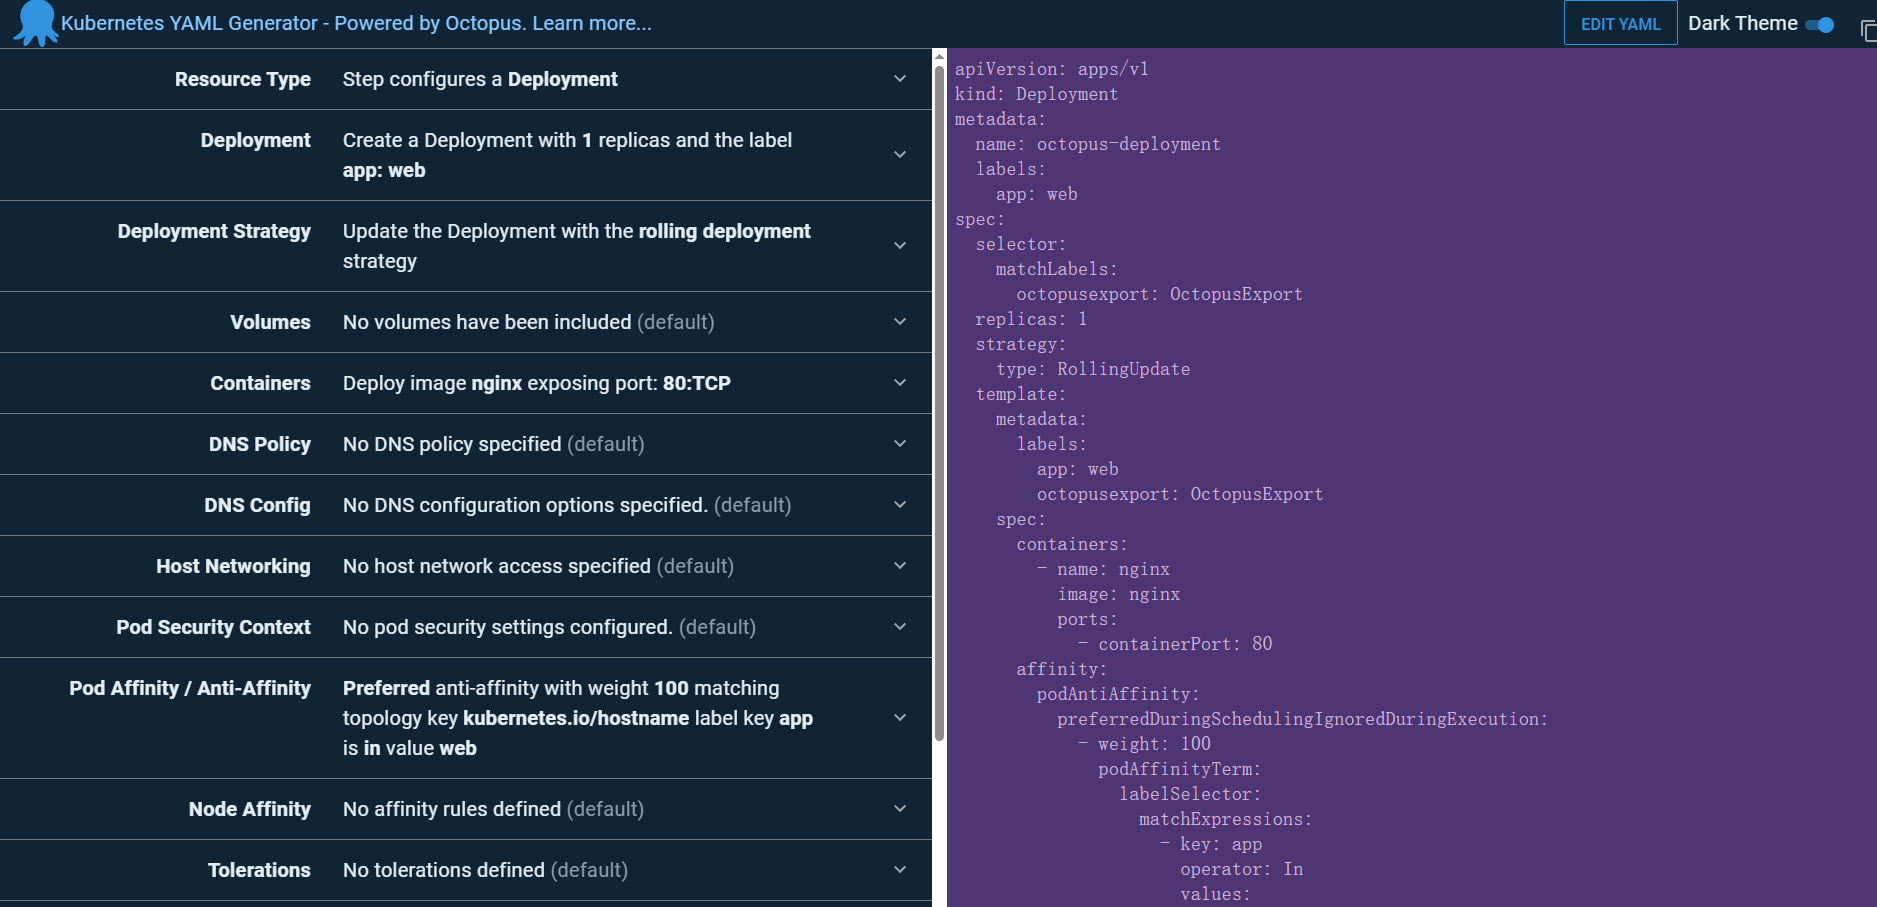 Kubernetes YAML Generator - Powered by Octopus. Learn more...
EDIT YAML
Dark Theme
Resource Type
Step configures a Deployment
Deployment
Create a Deployment with 1 replicas and the label
app: web
Deployment Strategy
Update the Deployment with the rolling deployment
strategy
Volumes
No volumes have been included (default)
Containers
Deploy image nginx exposing port: 80:TCP
DNS Policy
No DNS policy specified (default)
DNS Config
No DNS configuration options specified. (default)
Host Networking
No host network access specified (default)
Pod Security Context
No pod security settings configured. (default)
Pod Affinity / Anti-Affinity
Preferred anti-affinity with weight 100 matching
topology key kubernetes.io/hostname label key app
is in value web
Node Affinity
No affinity rules defined (default)
Tolerations
No tolerations defined (default)
apiVersion: apps/v1
kind: Deployment
metadata:
  name: octopus-deployment
  labels:
    app: web
spec:
  selector:
    matchLabels:
      octopusexport: OctopusExport
  replicas: 1
  strategy:
    type: RollingUpdate
  template:
    metadata:
      labels:
        app: web
        octopusexport: OctopusExport
    spec:
      containers:
        - name: nginx
          image: nginx
          ports:
            - containerPort: 80
      affinity:
        podAntiAffinity:
          preferredDuringSchedulingIgnoredDuringExecution:
            - weight: 100
              podAffinityTerm:
                labelSelector:
                  matchExpressions:
                    - key: app
                      operator: In
                      values: